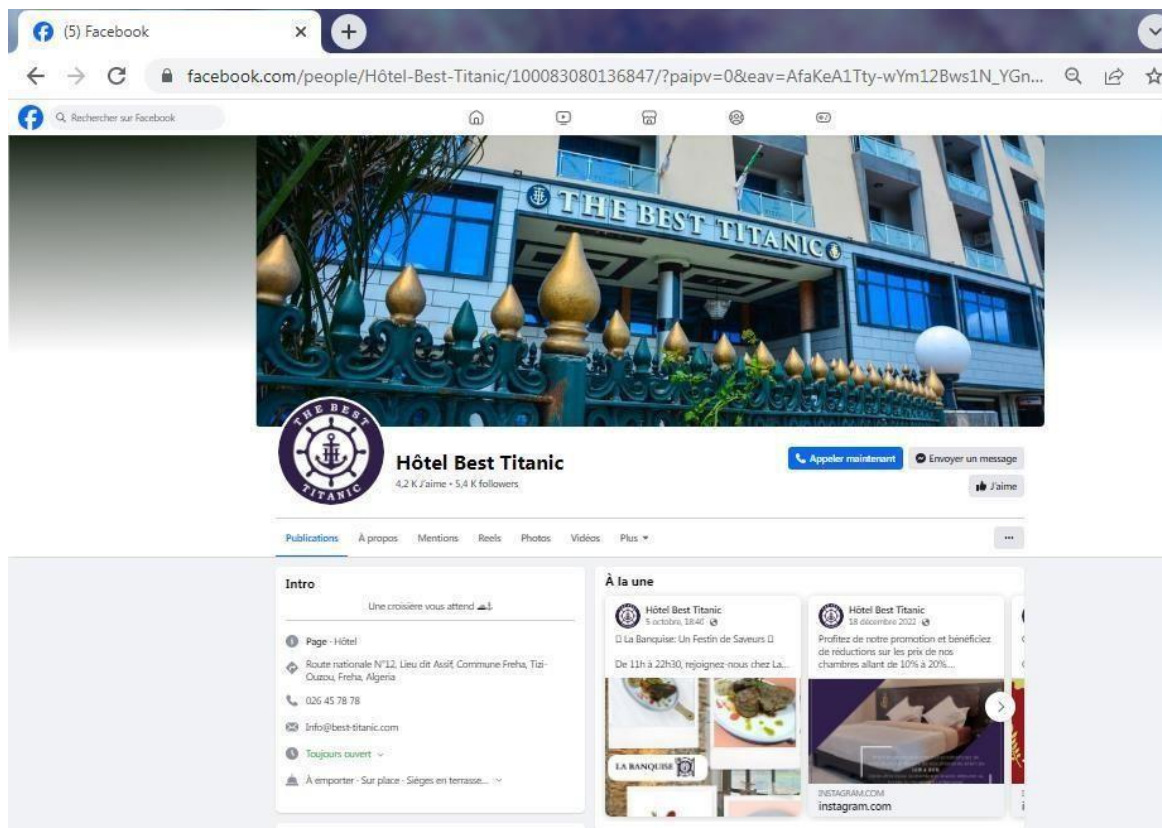 (5) Facebook
facebook.com/people/Hôtel-Best-Titanic/100083080136847/?paipv=0&eav=AfaKeA1Tty-wYm12Bws1N_YGn...
Rechercher sur Facebook
THE BEST TITANIC
THE BEST
TITANIC
Hôtel Best Titanic
4,2 K J'aime • 5,4 K followers
Appeler maintenant
Envoyer un message
J'aime
Publications À propos Mentions Reels Photos Vidéos Plus
Intro
Une croisière vous attend
Page · Hôtel
Route nationale N°12, Lieu dit Assif, Commune Freha, Tizi-
Ouzou, Freha, Algeria
026 45 78 78
Info@best-titanic.com
Toujours ouvert
À emporter · Sur place · Sièges en terrasse...
À la une
Hôtel Best Titanic
5 octobre, 18:40
La Banquise: Un Festin de Saveurs
De 11h à 22h30, rejoignez-nous chez La...
LA BANQUISE
Hôtel Best Titanic
18 décembre 2022
Profitez de notre promotion et bénéficiez
de réductions sur les prix de nos
chambres allant de 10% à 20%...
INSTAGRAM.COM
instagram.com